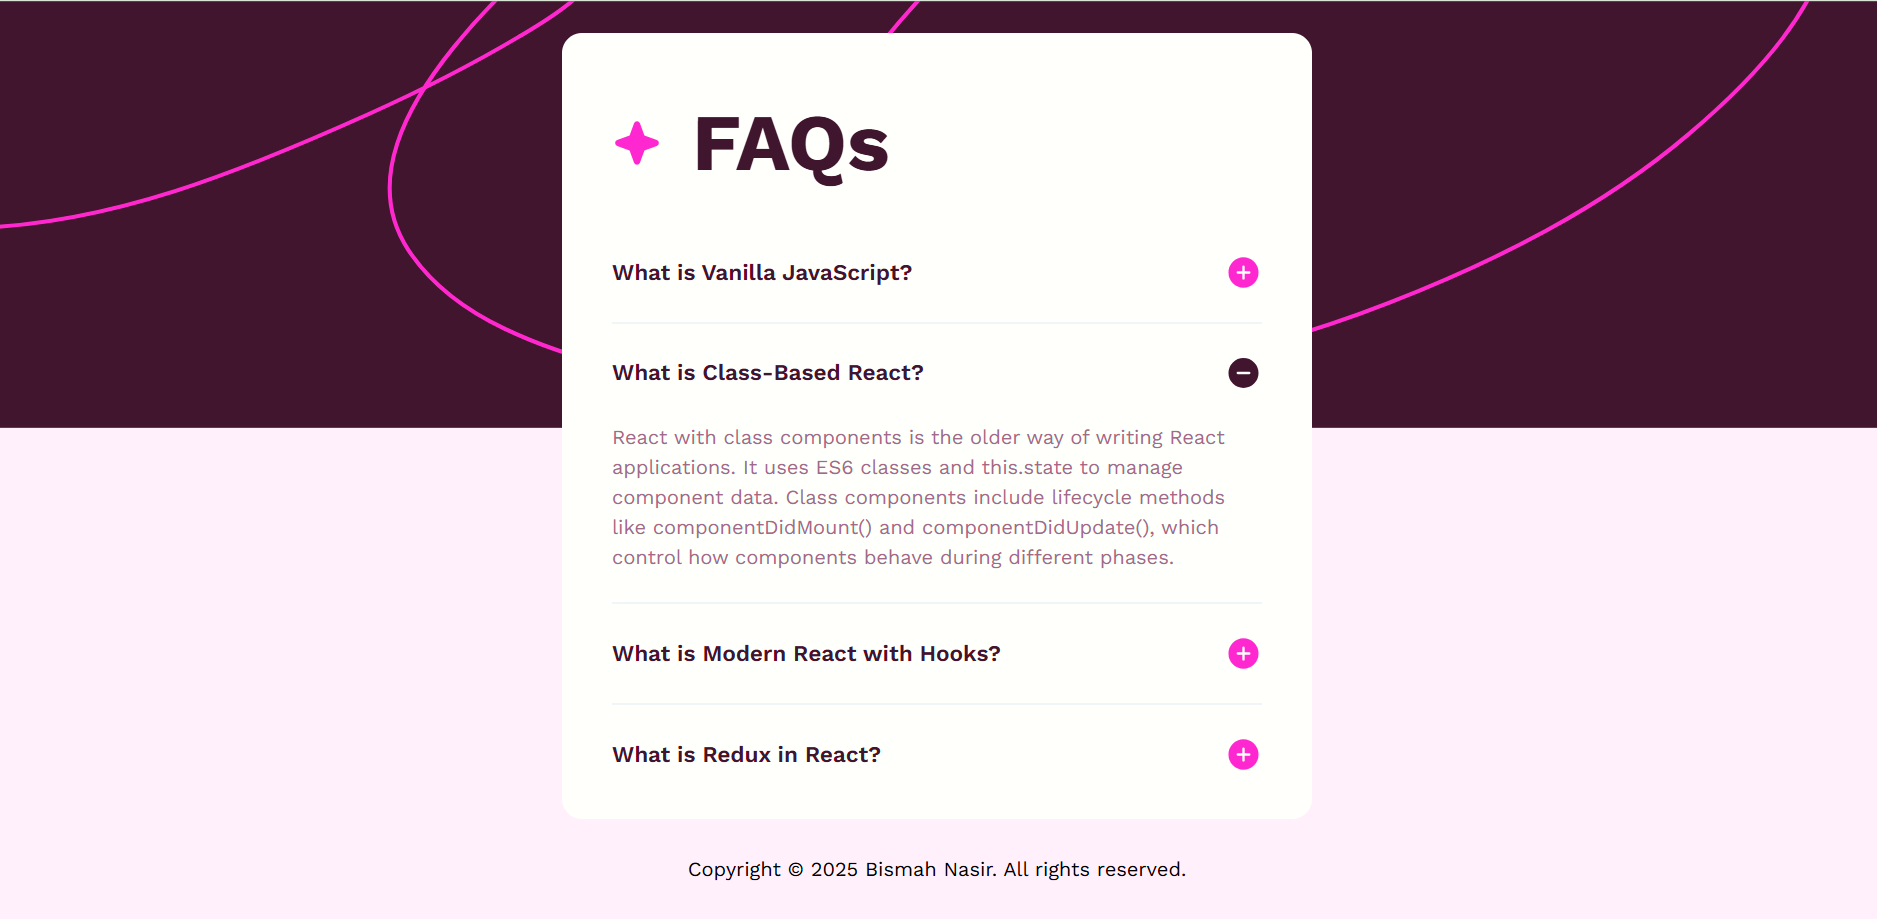 FAQs
What is Vanilla JavaScript?
What is Class-Based React?
React with class components is the older way of writing React
applications. It uses ES6 classes and this.state to manage
component data. Class components include lifecycle methods
like componentDidMount() and componentDidUpdate(), which
control how components behave during different phases.
What is Modern React with Hooks?
What is Redux in React?
Copyright © 2025 Bismah Nasir. All rights reserved.